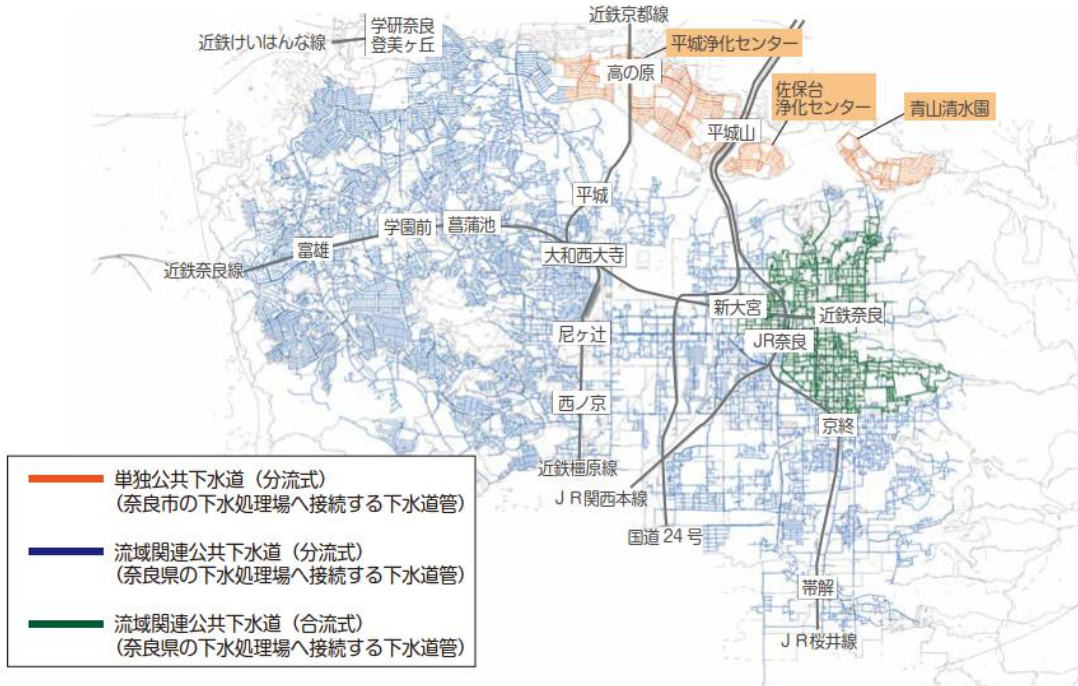 近鉄京都線
学研奈良
登美ヶ丘
近鉄けいはんな線
平城浄化センター
高の原
佐保台
浄化センター
青山清水園
平城山
平城
学園前
菖蒲池
富雄
大和西大寺
近鉄奈良線
新大宮
近鉄奈良
尼ヶ辻
JR奈良
西ノ京
京終
近鉄橿原線
JR関西本線
国道24号
帯解
JR桜井線
単独公共下水道（分流式）
（奈良市の下水処理場へ接続する下水道管）
流域関連公共下水道（分流式）
（奈良県の下水処理場へ接続する下水道管）
流域関連公共下水道（合流式）
（奈良県の下水処理場へ接続する下水道管）